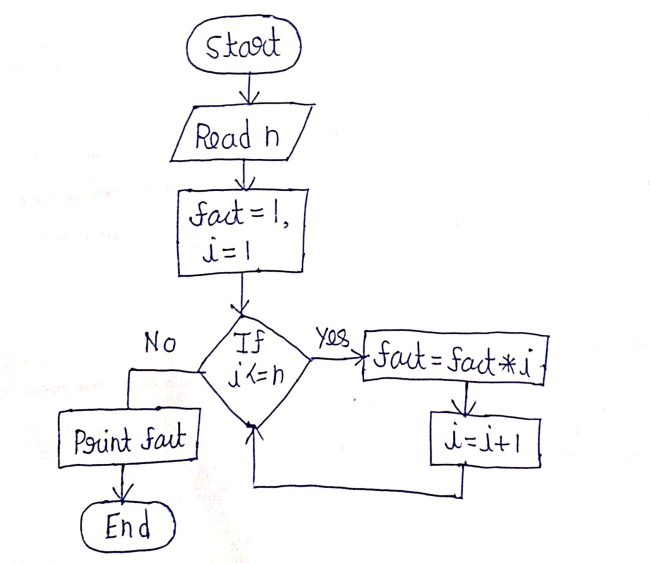 Start
Read n
fact = 1,
i = 1
If
i <= n
Yes
No
fact = fact * i
i = i + 1
Print fact
End